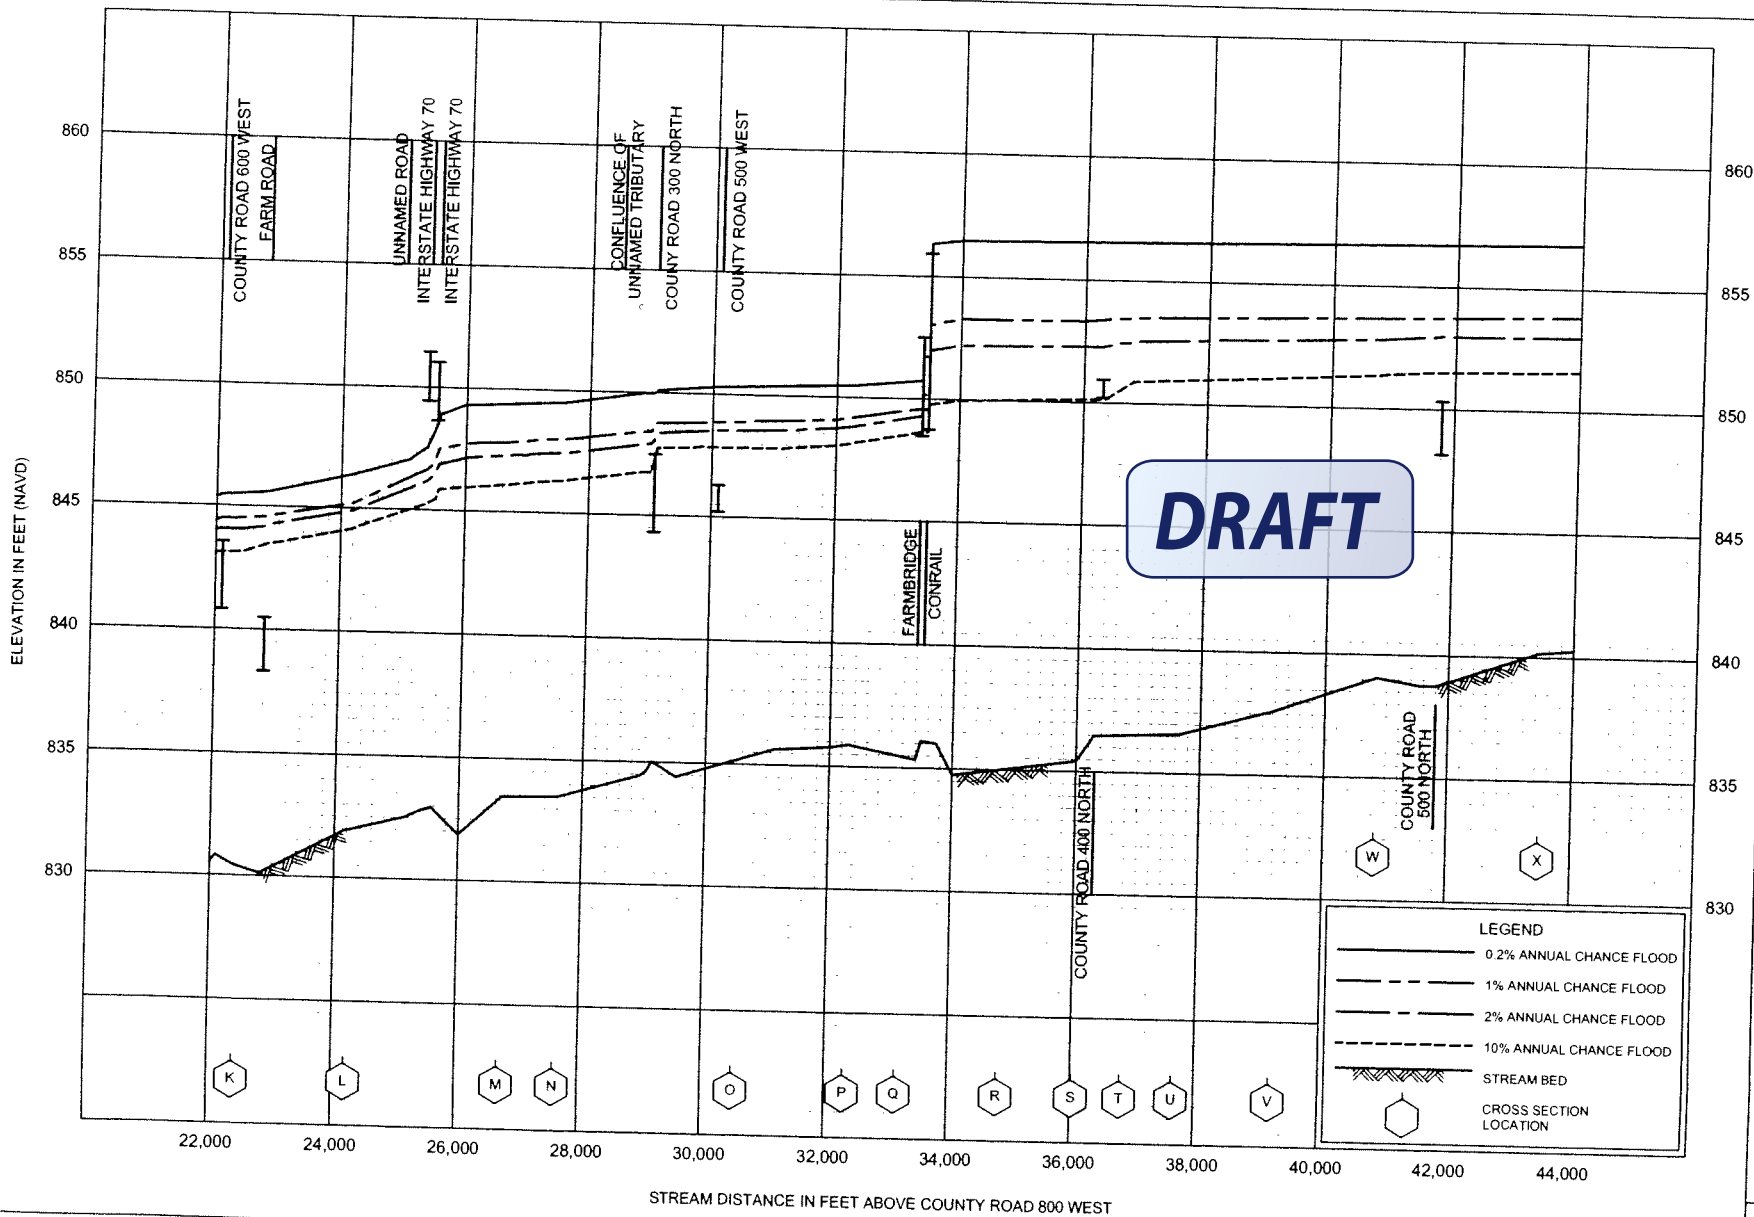 860
855
850
845
840
835
830
ELEVATION IN FEET (NAVD)
COUNTY ROAD 600 WEST
FARM ROAD
UNNAMED ROAD
INTERSTATE HIGHWAY 70
INTERSTATE HIGHWAY 70
CONFLUENCE OF
UNNAMED TRIBUTARY
COUNY ROAD 300 NORTH
COUNTY ROAD 500 WEST
FARMBRIDGE
CONRAIL
COUNTY ROAD 400 NORTH
COUNTY ROAD
500 NORTH
DRAFT
860
855
850
845
840
835
830
W
X
K
L
M
N
O
P
Q
R
S
T
U
V
LEGEND
0.2% ANNUAL CHANCE FLOOD
1% ANNUAL CHANCE FLOOD
2% ANNUAL CHANCE FLOOD
10% ANNUAL CHANCE FLOOD
STREAM BED
CROSS SECTION
LOCATION
22,000
24,000
26,000
28,000
30,000
32,000
34,000
36,000
38,000
40,000
42,000
44,000
STREAM DISTANCE IN FEET ABOVE COUNTY ROAD 800 WEST